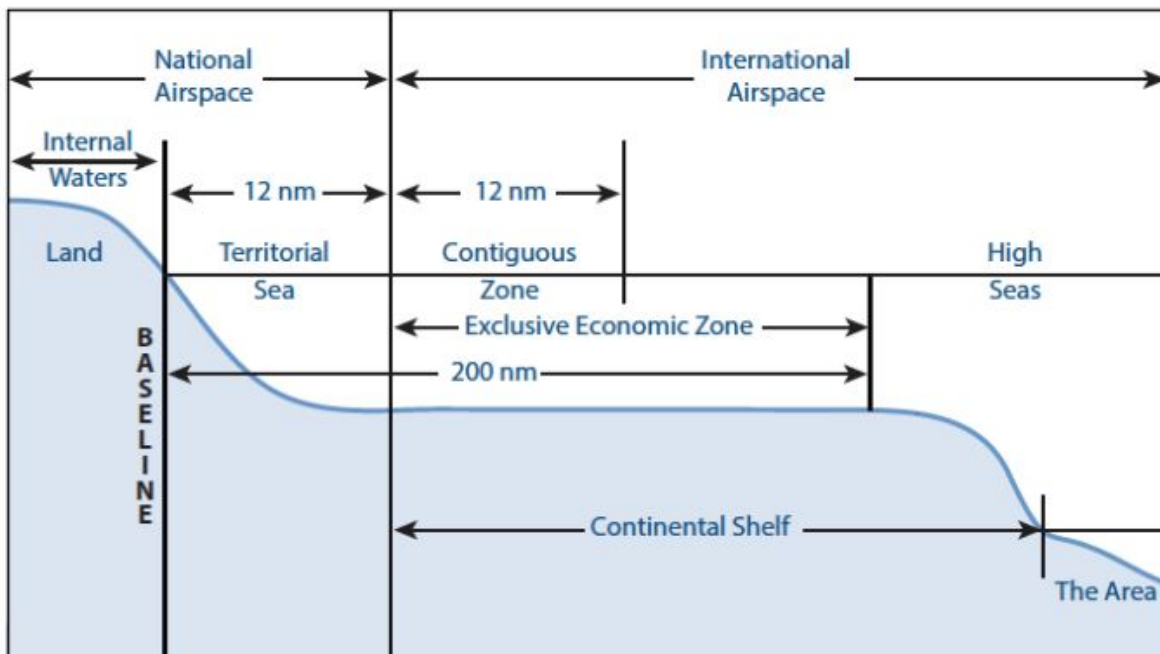 National
Airspace
International
Airspace
Internal
Waters
12 nm
12 nm
Land
Territorial
Sea
Contiguous
Zone
High
Seas
Exclusive Economic Zone
200 nm
BASELINE
Continental Shelf
The Area